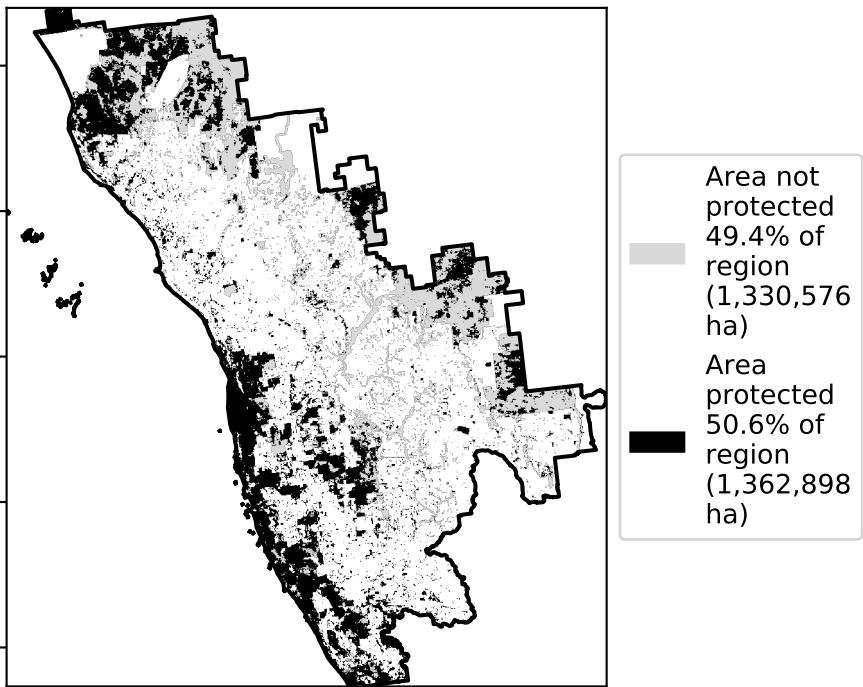 Area not
protected
49.4% of
region
(1,330,576
ha)
Area
protected
50.6% of
region
(1,362,898
ha)